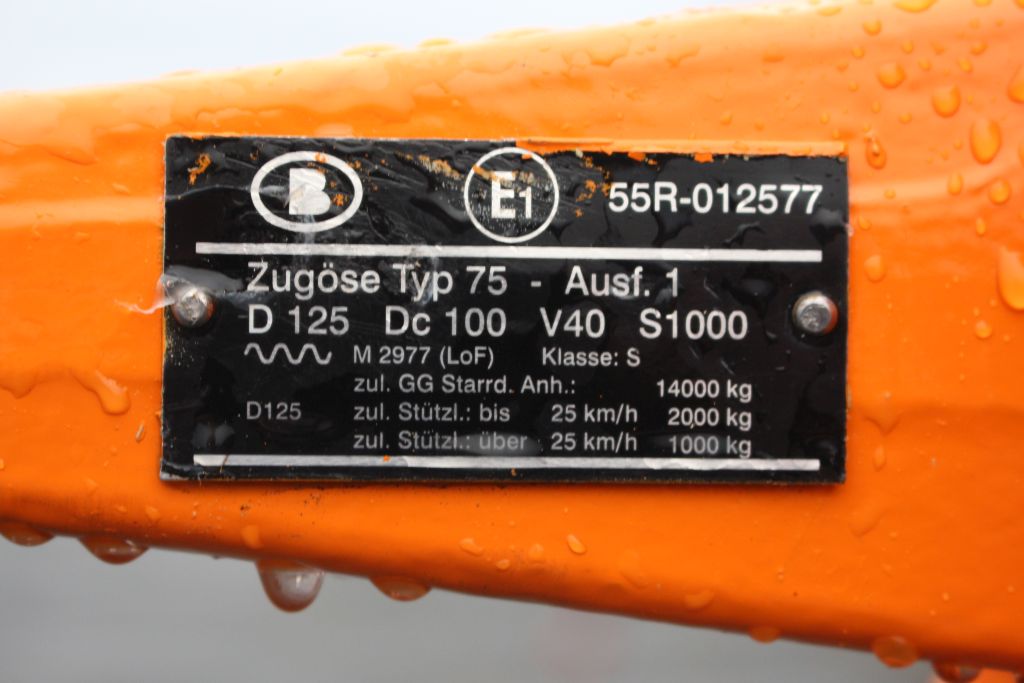 B E1 55R-012577
Zugöse Typ 75 - Ausf. 1
D 125 Dc 100 V40 S1000
M 2977 (LoF) Klasse: S
zul. GG Starrd. Anh.: 14000 kg
D125 zul. Stützl.: bis 25 km/h 2000 kg
zul. Stützl.: über 25 km/h 1000 kg